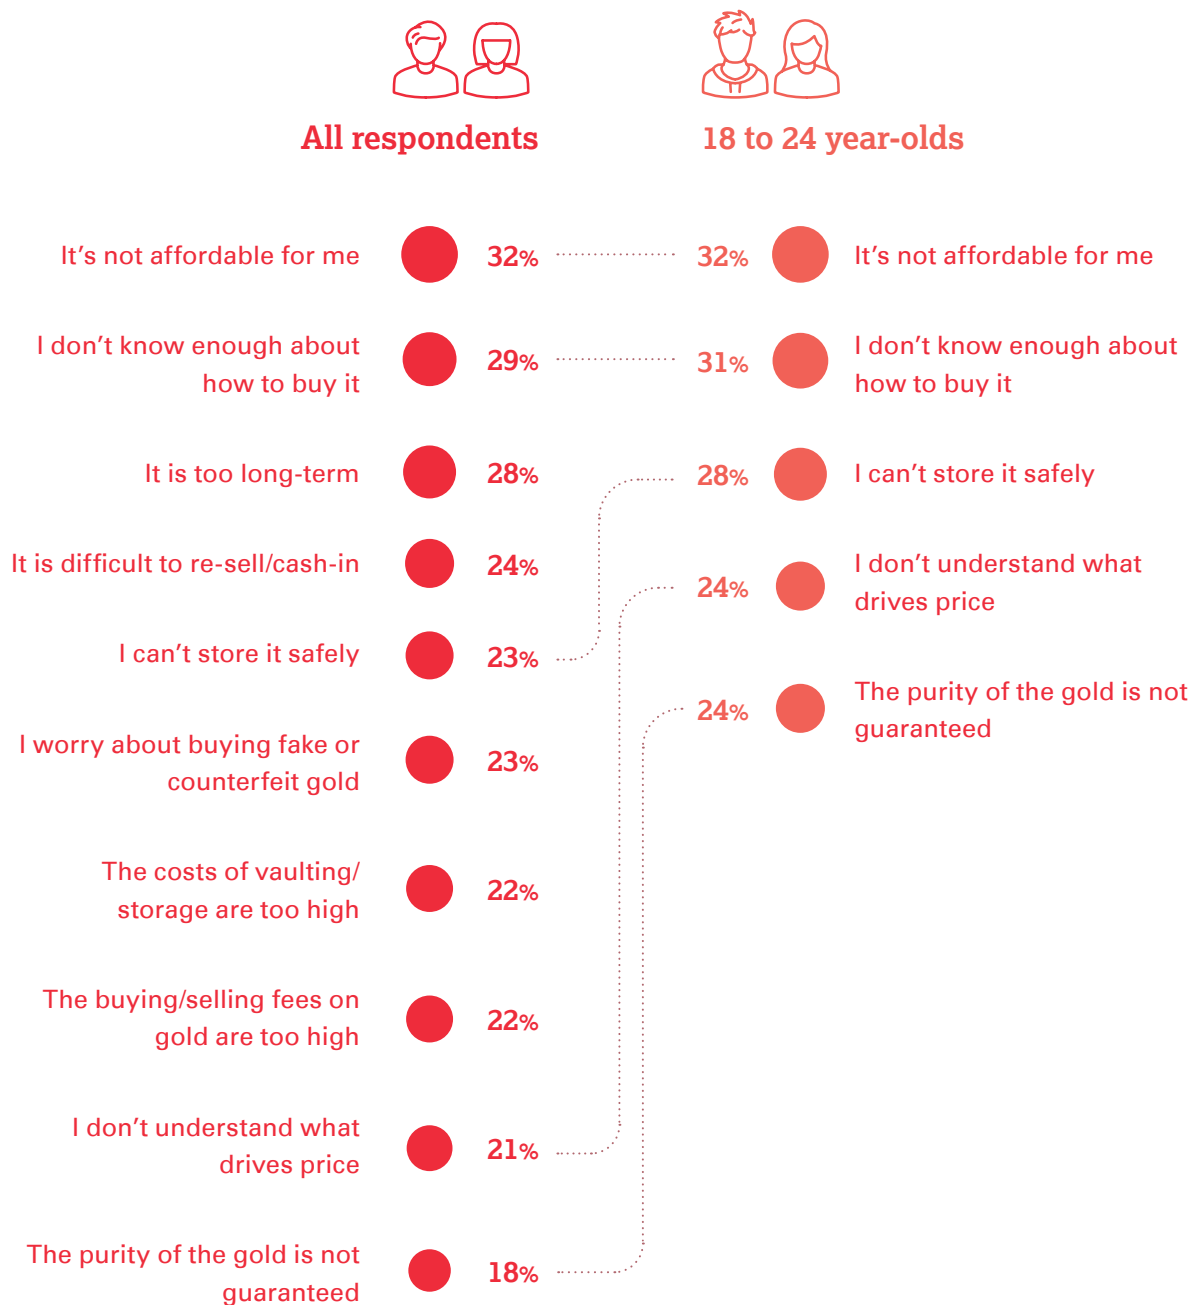 All respondents
18 to 24 year-olds
It's not affordable for me
32%
32%
It's not affordable for me
I don't know enough about
how to buy it
29%
31%
I don't know enough about
how to buy it
It is too long-term
28%
28%
I can't store it safely
It is difficult to re-sell/cash-in
24%
24%
I don't understand what
drives price
I can't store it safely
23%
24%
The purity of the gold is not
guaranteed
I worry about buying fake or
counterfeit gold
23%
The costs of vaulting/
storage are too high
22%
The buying/selling fees on
gold are too high
22%
I don't understand what
drives price
21%
The purity of the gold is not
guaranteed
18%